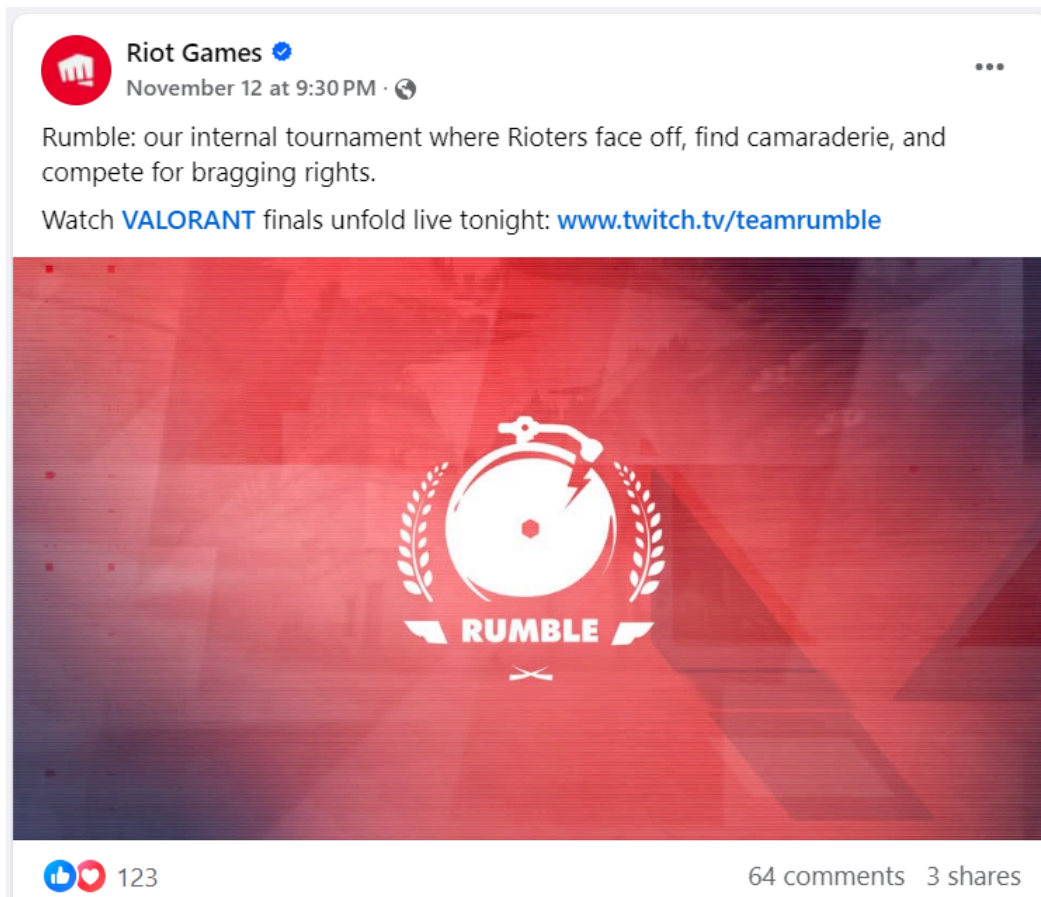 Riot Games
November 12 at 9:30 PM ·
Rumble: our internal tournament where Rioters face off, find camaraderie, and
compete for bragging rights.
Watch VALORANT finals unfold live tonight: www.twitch.tv/teamrumble
RUMBLE
123
64 comments 3 shares